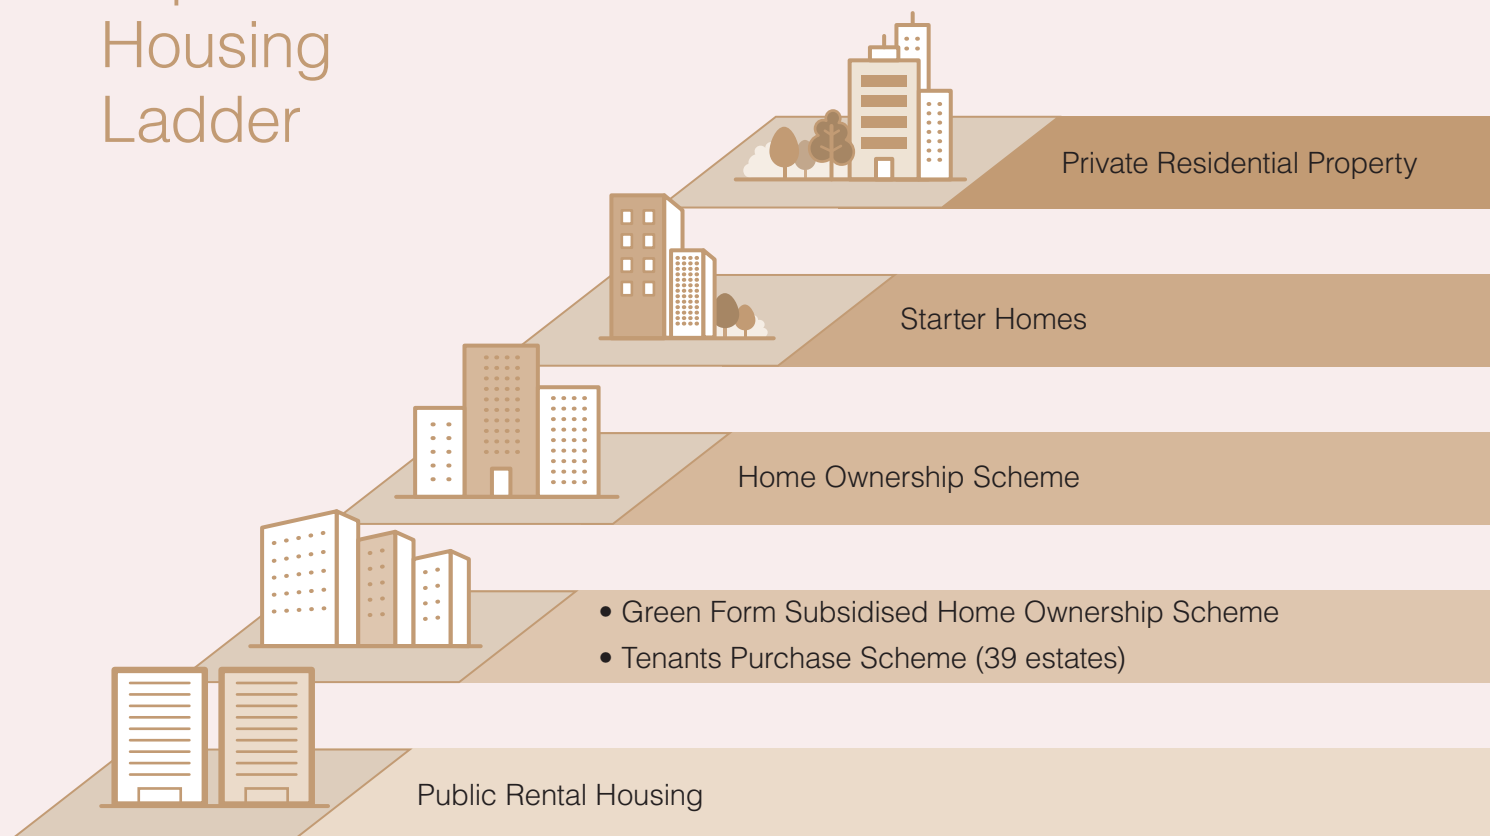 Housing
Ladder
Private Residential Property
Starter Homes
Home Ownership Scheme
• Green Form Subsidised Home Ownership Scheme
• Tenants Purchase Scheme (39 estates)
Public Rental Housing